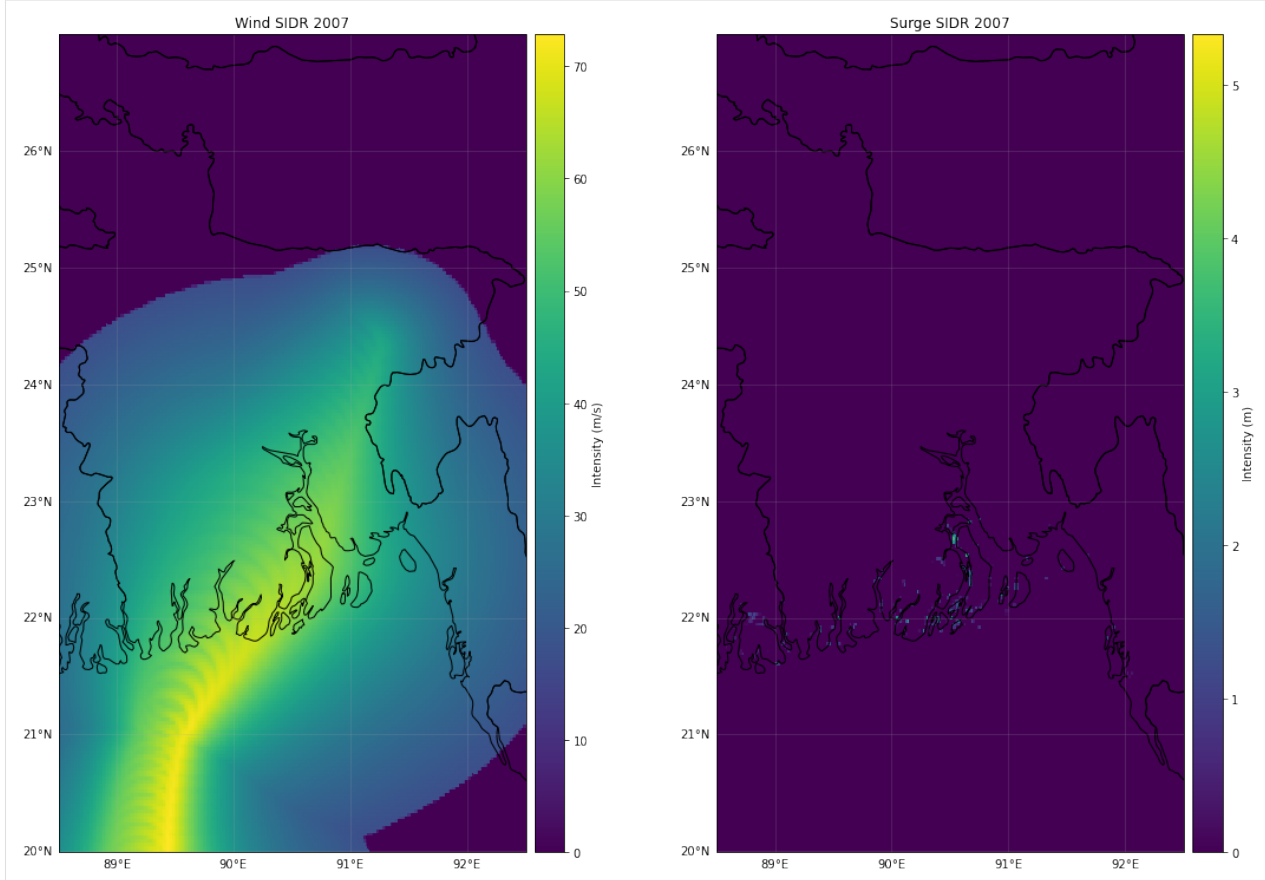 Wind SIDR 2007
26°N
25°N
24°N
23°N
22°N
21°N
20°N
89°E
90°E
91°E
92°E
70
60
50
40
30
20
10
0
Intensity (m/s)
Surge SIDR 2007
26°N
25°N
24°N
23°N
22°N
21°N
20°N
89°E
90°E
91°E
92°E
5
4
3
2
1
0
Intensity (m)